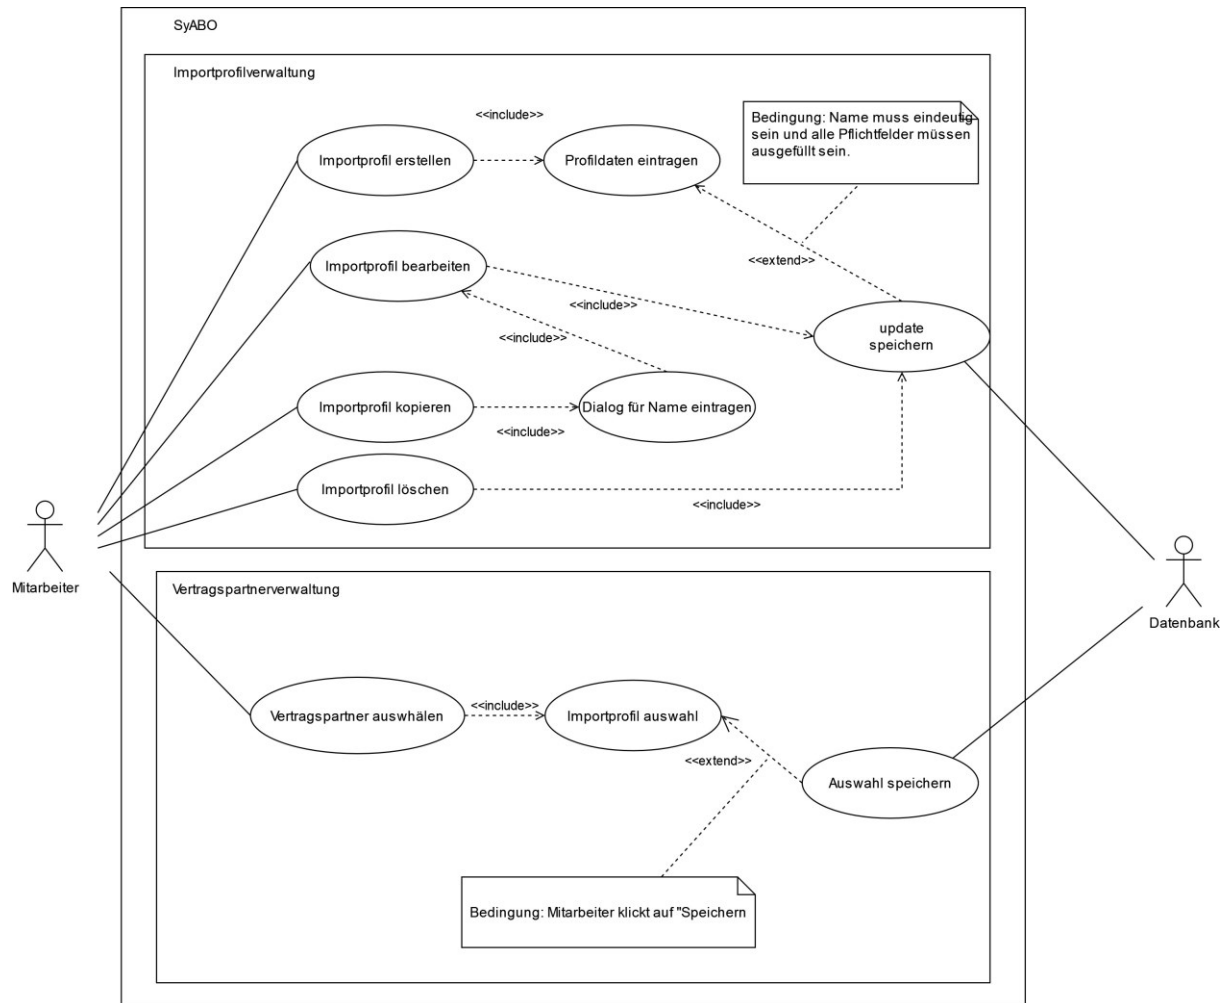 SyABO
Importprofilverwaltung
<<include>>
Bedingung: Name muss eindeutig
sein und alle Pflichtfelder müssen
ausgefüllt sein.
Importprofil erstellen
Profildaten eintragen
<<extend>>
Importprofil bearbeiten
<<include>>
update
speichern
<<include>>
Importprofil kopieren
<<include>>
Dialog für Name eintragen
Importprofil löschen
<<include>>
Mitarbeiter
Datenbank
Vertragspartnerverwaltung
Vertragspartner auswhälen
<<include>>
Importprofil auswahl
<<extend>>
Auswahl speichern
Bedingung: Mitarbeiter klickt auf "Speichern